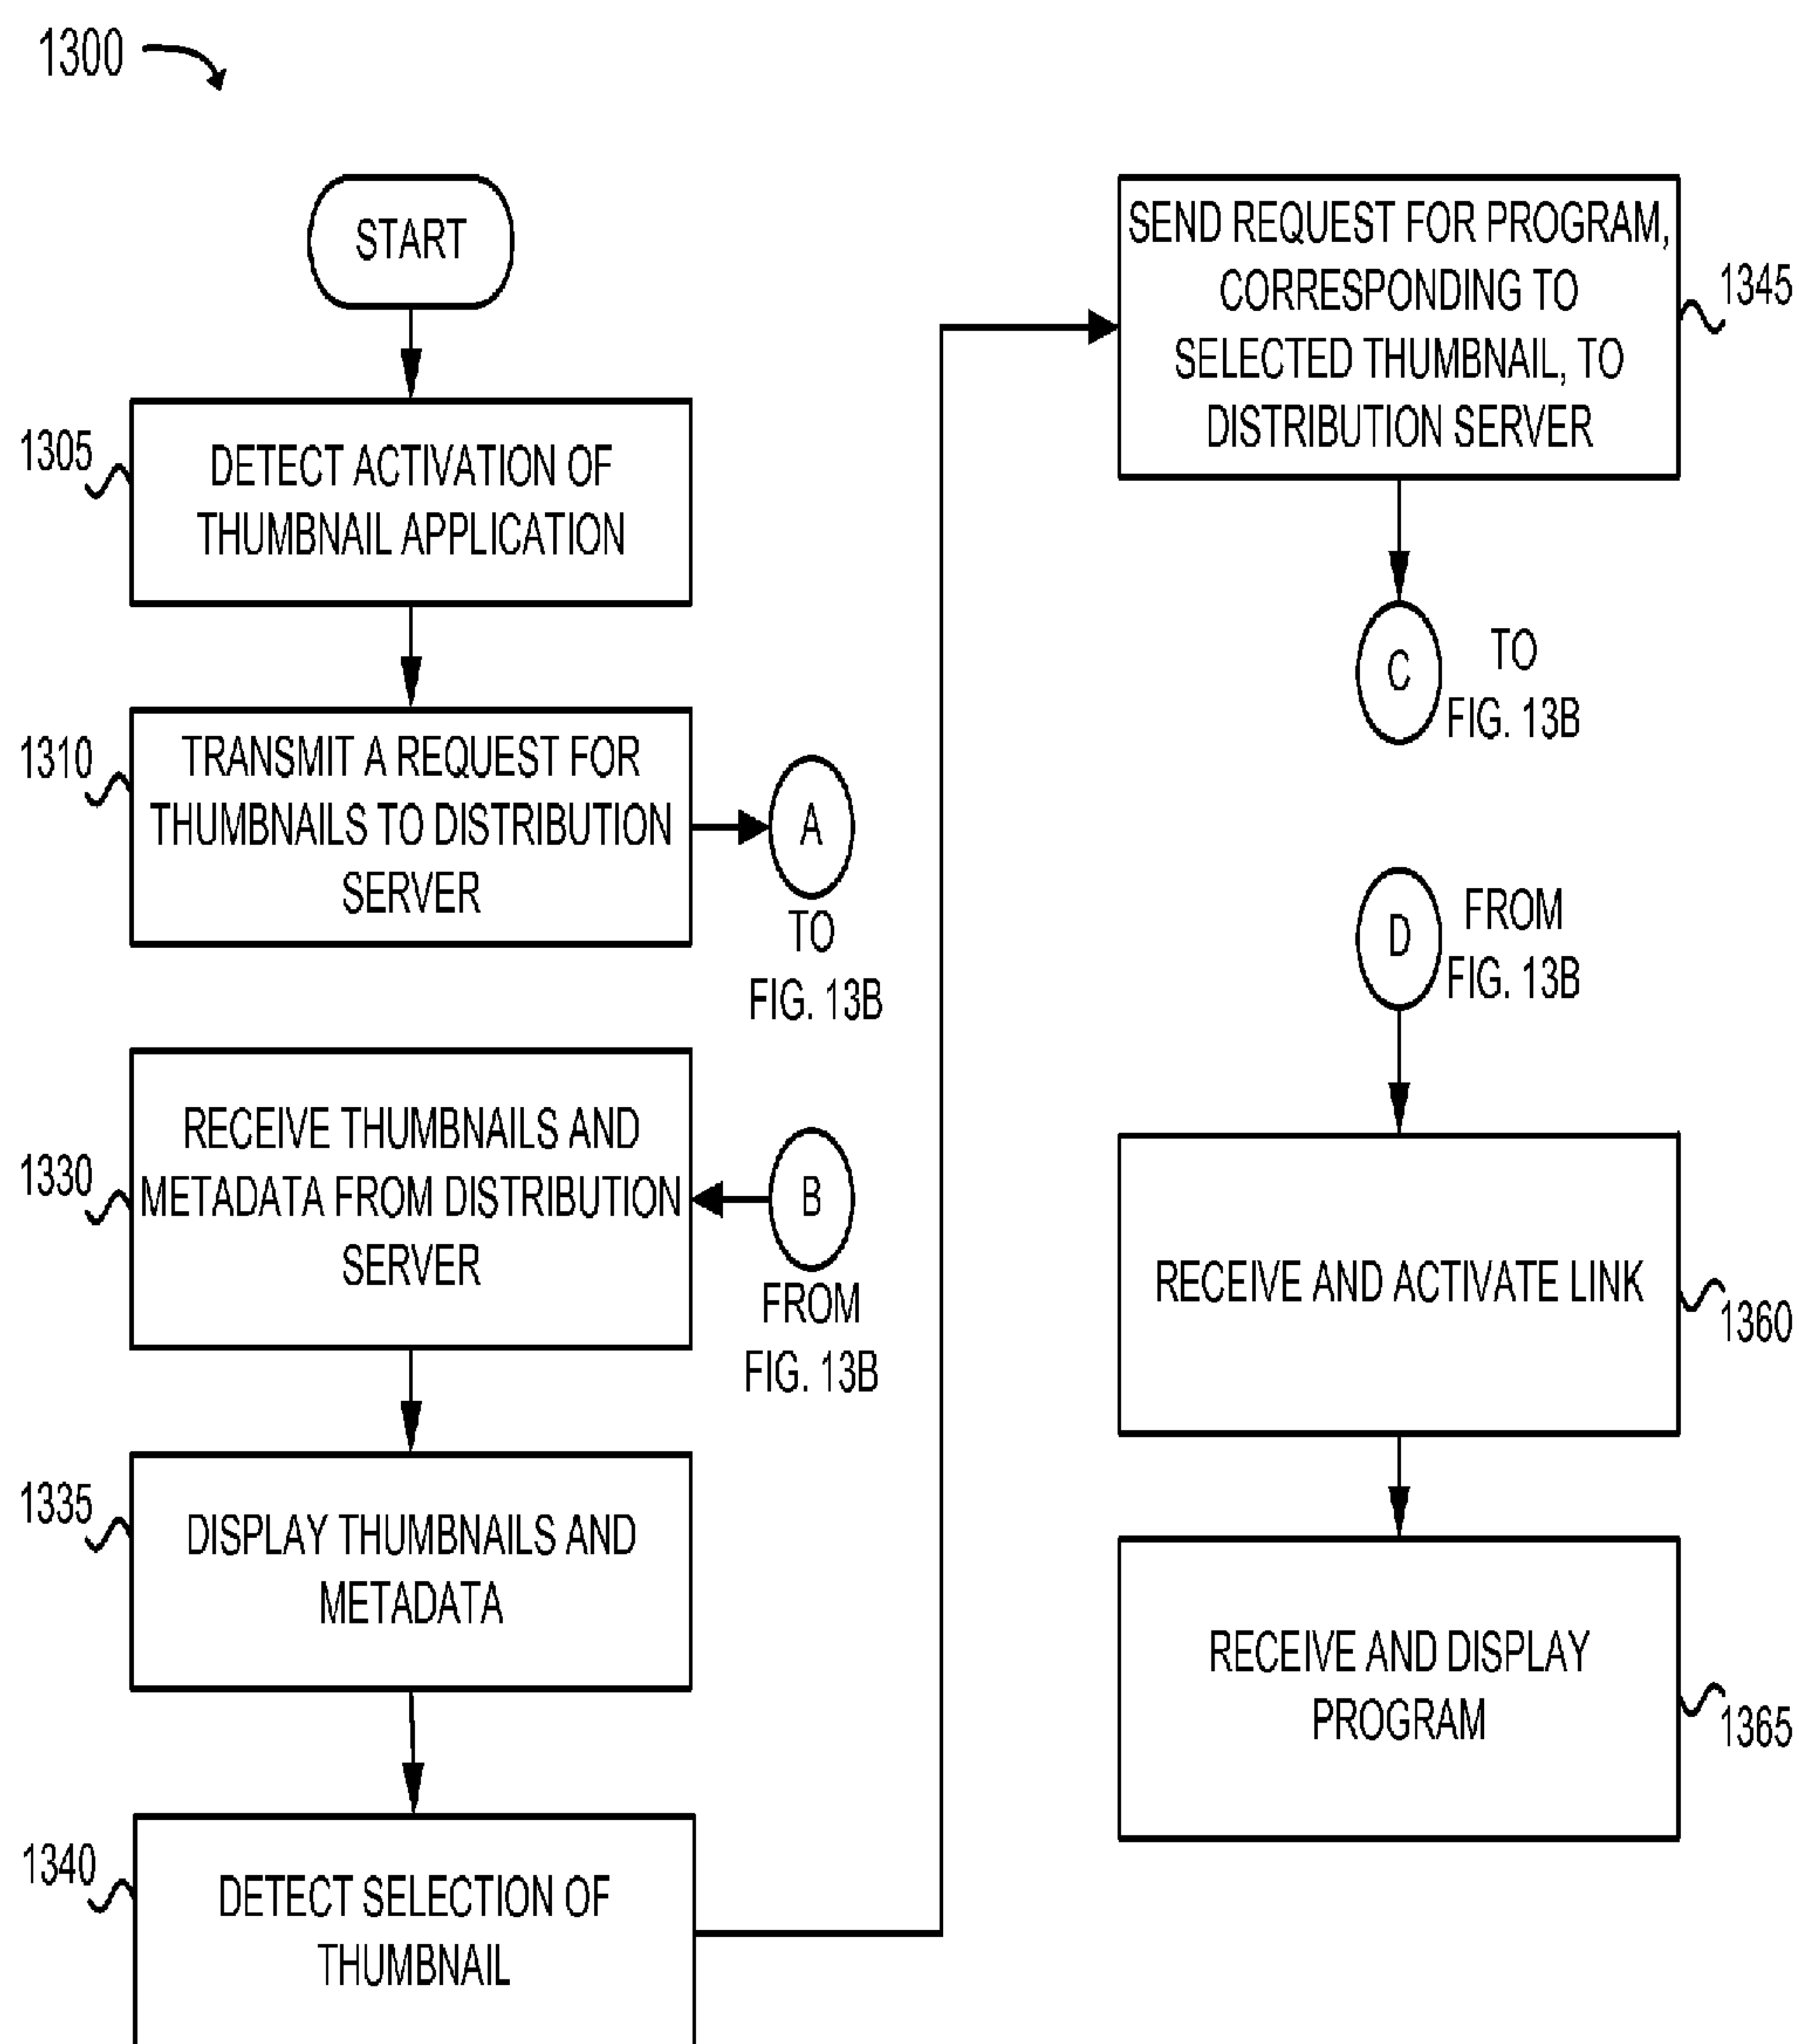 1300
START
1305
DETECT ACTIVATION OF
THUMBNAIL APPLICATION
1310
TRANSMIT A REQUEST FOR
THUMBNAILS TO DISTRIBUTION
SERVER
A
TO
FIG. 13B
1330
RECEIVE THUMBNAILS AND
METADATA FROM DISTRIBUTION
SERVER
B
FROM
FIG. 13B
1335
DISPLAY THUMBNAILS AND
METADATA
1340
DETECT SELECTION OF
THUMBNAIL
SEND REQUEST FOR PROGRAM,
CORRESPONDING TO
SELECTED THUMBNAIL, TO
DISTRIBUTION SERVER
1345
C
TO
FIG. 13B
D
FROM
FIG. 13B
RECEIVE AND ACTIVATE LINK
1360
RECEIVE AND DISPLAY
PROGRAM
1365